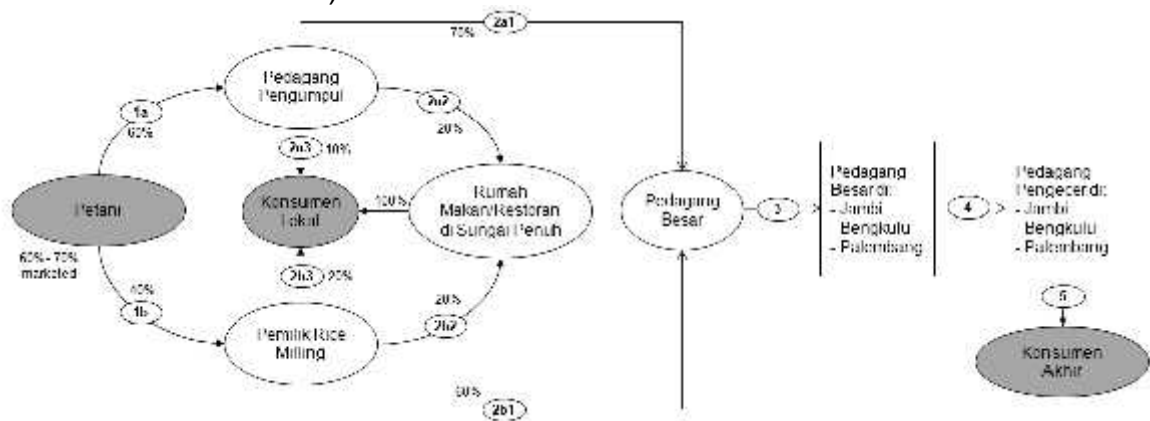 2a1
70%
Pedagang
Pengumpul
1a
60%
2a2
20%
2a3 10%
Petani
Konsumen
Lokal
100%
Rumah
Makan/Restoran
di Sungai Penuh
Pedagang
Besar
3
Pedagang
Besar di:
- Jambi
Bengkulu
- Palembang
4
Pedagang
Pengecer di:
- Jambi
Bengkulu
- Palembang
60% - 70%
marketed
40%
1b
2b3 20%
20%
2b2
Pemilik Rice
Milling
60%
2b1
5
Konsumen
Akhir